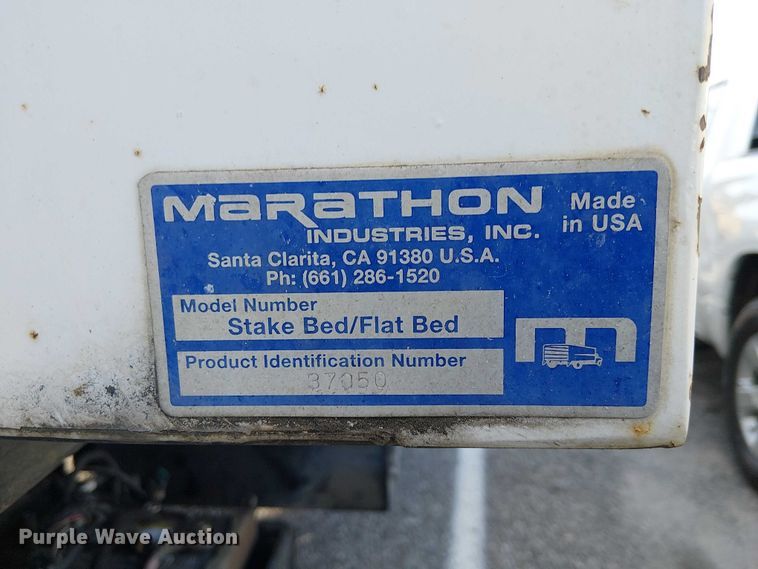 MARATHON
INDUSTRIES, INC.
Made
in USA
Santa Clarita, CA 91380 U.S.A.
Ph: (661) 286-1520
Model Number
Stake Bed/Flat Bed
Product Identification Number
37050
m
Purple Wave Auction